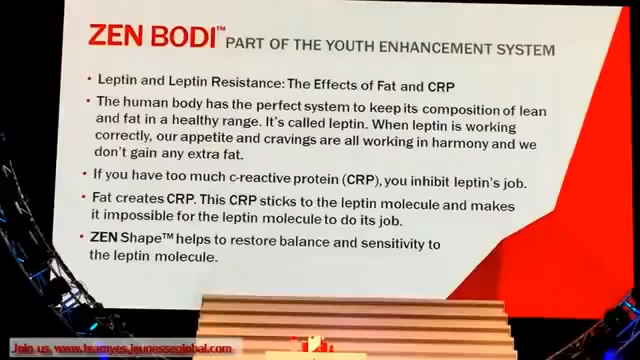 ZEN BODI™ PART OF THE YOUTH ENHANCEMENT SYSTEM
• Leptin and Leptin Resistance: The Effects of Fat and CRP
• The human body has the perfect system to keep its composition of lean
and fat in a healthy range. It's called leptin. When leptin is working
correctly, our appetite and cravings are all working in harmony and we
don't gain any extra fat.
• If you have too much c-reactive protein (CRP), you inhibit leptin's job.
• Fat creates CRP. This CRP sticks to the leptin molecule and makes
it impossible for the leptin molecule to do its job.
• ZEN Shape™ helps to restore balance and sensitivity to
the leptin molecule.
Join us www.teamyes.jeunesseglobal.com